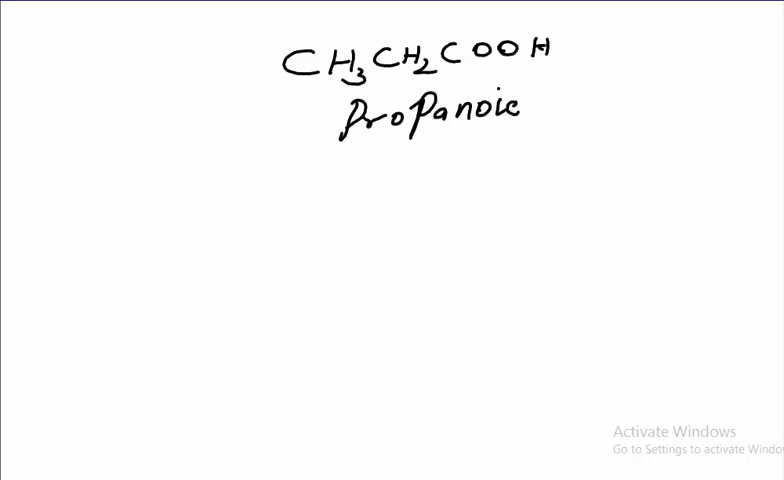 CH₃CH₂COOH
Propanoic
Activate Windows
Go to Settings to activate Windo